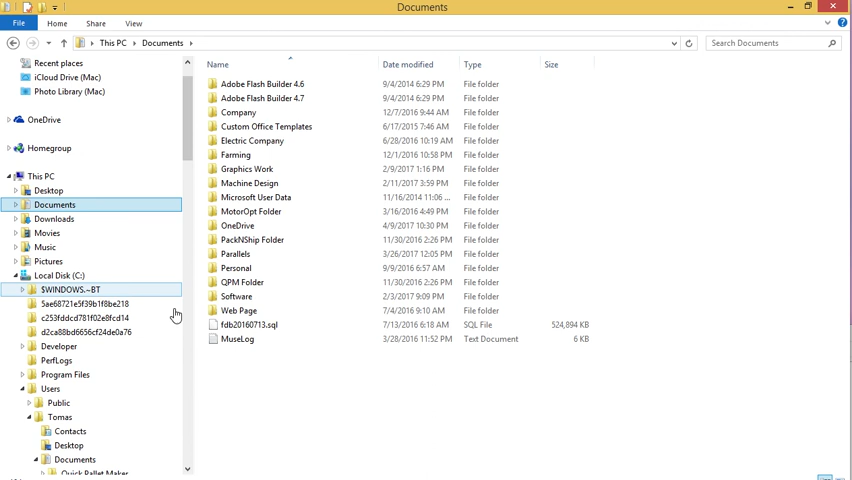 Documents
File Home Share View
This PC Documents Search Documents
Name Date modified Type Size
Recent places
iCloud Drive (Mac)
Photo Library (Mac)
OneDrive
Homegroup
This PC
Desktop
Documents
Downloads
Movies
Music
Pictures
Local Disk (C:)
$WINDOWS.~BT
5ae68721e5f39b1f8be218
c253fddcd781f02e8fcd14
d2ca88bd6656cf24de0a76
Developer
PerfLogs
Program Files
Users
Public
Tomas
Contacts
Desktop
Documents
Quick Pallet Maker
Adobe Flash Builder 4.6 9/4/2014 6:29 PM File folder
Adobe Flash Builder 4.7 9/4/2014 6:29 PM File folder
Company 12/7/2016 9:44 AM File folder
Custom Office Templates 6/17/2015 7:46 AM File folder
Electric Company 6/28/2016 10:19 AM File folder
Farming 12/1/2016 10:58 PM File folder
Graphics Work 2/9/2017 1:16 PM File folder
Machine Design 2/11/2017 3:59 PM File folder
Microsoft User Data 11/16/2014 11:06 ... File folder
MotorOpt Folder 3/16/2016 4:49 PM File folder
OneDrive 4/9/2017 10:30 PM File folder
PackNShip Folder 11/30/2016 2:26 PM File folder
Parallels 3/26/2017 12:05 PM File folder
Personal 9/9/2016 6:57 AM File folder
QPM Folder 11/30/2016 2:26 PM File folder
Software 2/3/2017 9:09 PM File folder
Web Page 7/4/2016 9:10 AM File folder
fdb20160713.sql 7/13/2016 6:18 AM SQL File 524,894 KB
MuseLog 3/28/2016 11:52 PM Text Document 6 KB